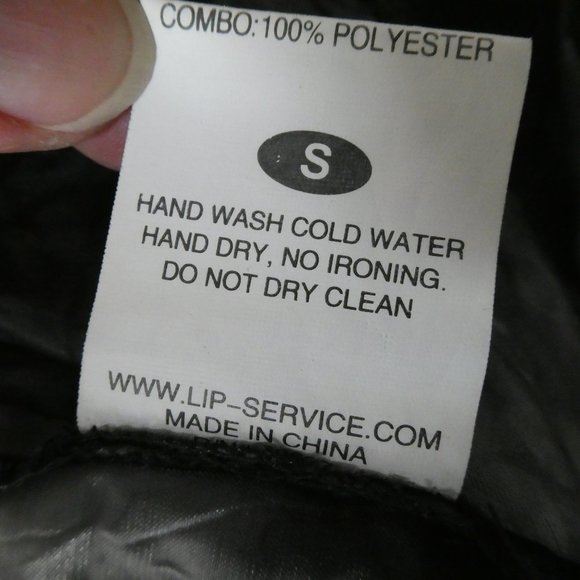 COMBO:100% POLYESTER
S
HAND WASH COLD WATER
HAND DRY, NO IRONING.
DO NOT DRY CLEAN
WWW.LIP-SERVICE.COM
MADE IN CHINA